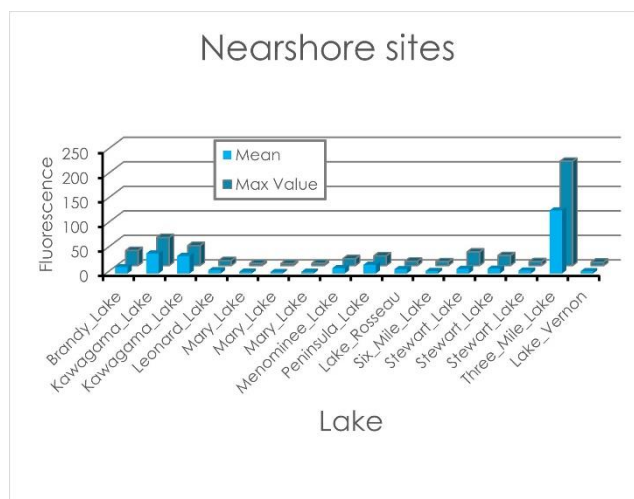 Nearshore sites
Mean
Max Value
Fluorescence
250
200
150
100
50
0
Brandy_Lake
Kawagama_Lake
Kawagama_Lake
Leonard_Lake
Mary_Lake
Mary_Lake
Mary_Lake
Menominee_Lake
Peninsula_Lake
Lake_Rosseau
Six_Mile_Lake
Stewart_Lake
Stewart_Lake
Stewart_Lake
Three_Mile_Lake
Lake_Vernon
Lake